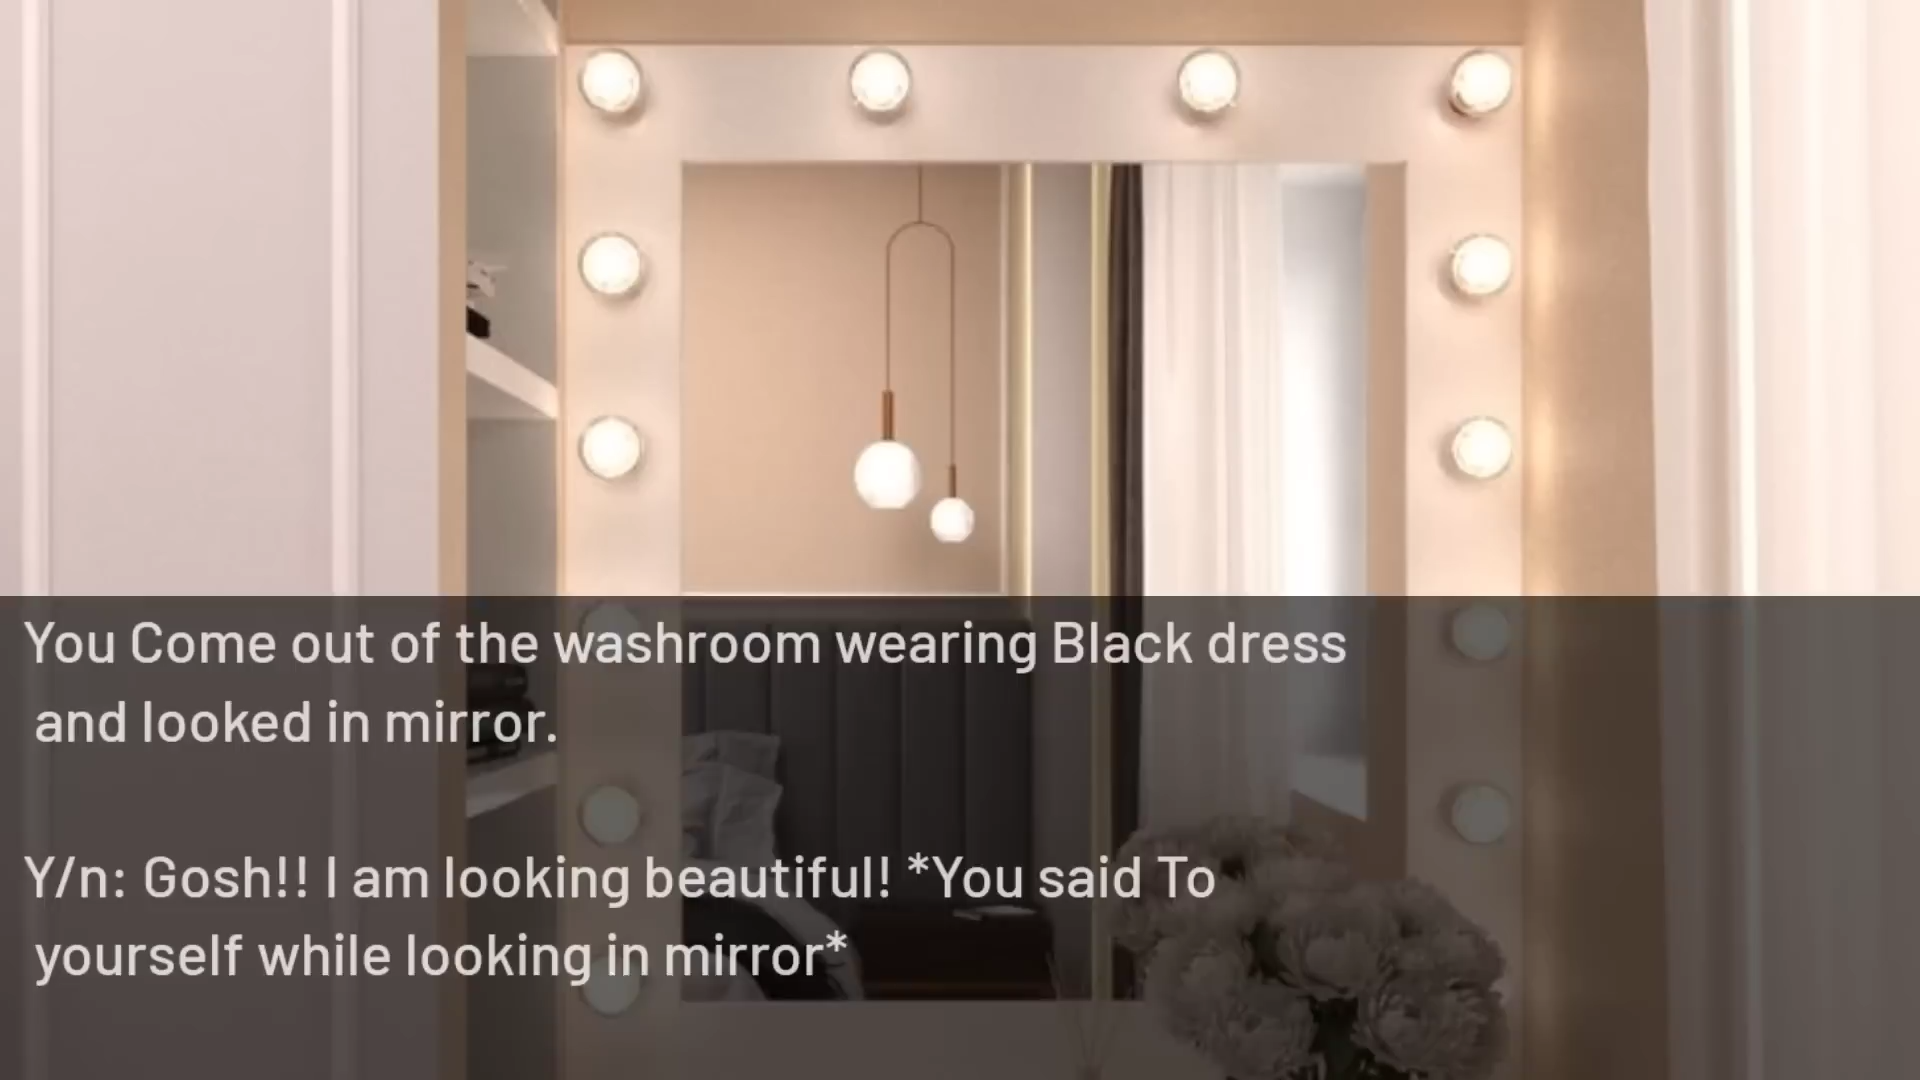 You Come out of the washroom wearing Black dress
and looked in mirror.
Y/n: Gosh!! I am looking beautiful! *You said To
yourself while looking in mirror*